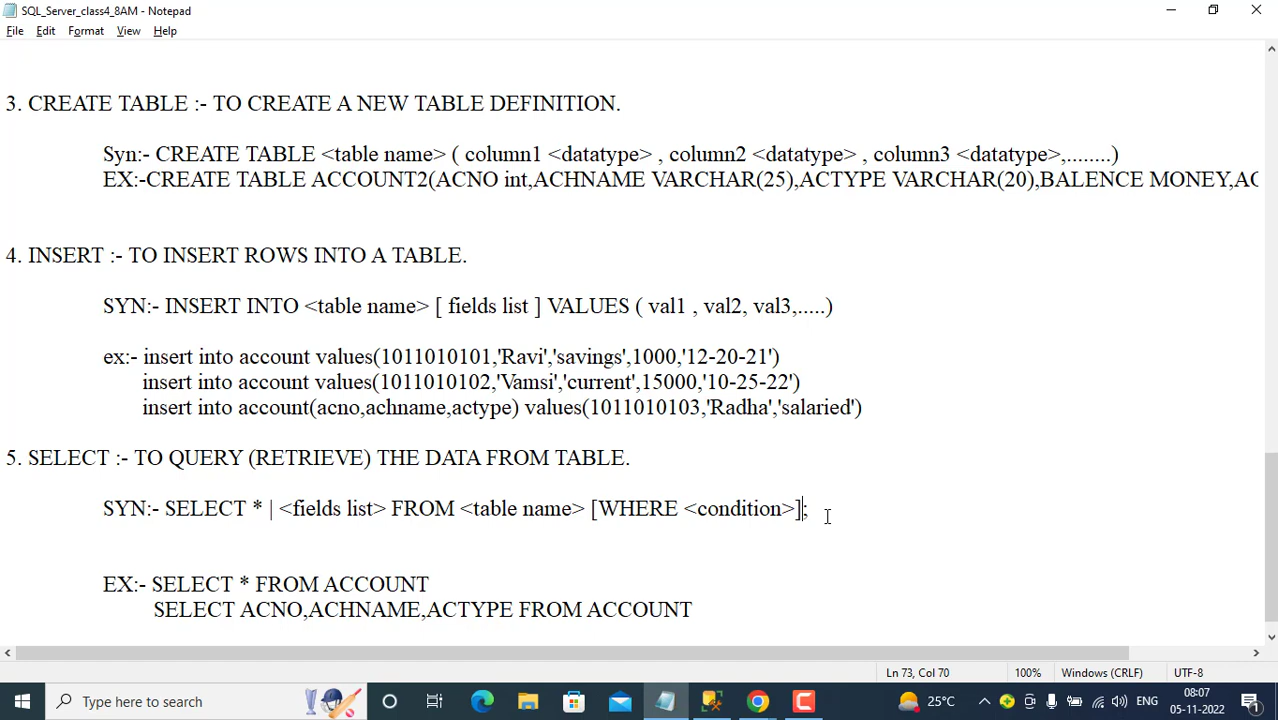 SQL_Server_class4_8AM - Notepad
File Edit Format View Help
3. CREATE TABLE :- TO CREATE A NEW TABLE DEFINITION.
Syn:- CREATE TABLE <table name> ( column1 <datatype> , column2 <datatype> , column3 <datatype>,........)
EX:-CREATE TABLE ACCOUNT2(ACNO int,ACHNAME VARCHAR(25),ACTYPE VARCHAR(20),BALENCE MONEY,AC
4. INSERT :- TO INSERT ROWS INTO A TABLE.
SYN:- INSERT INTO <table name> [ fields list ] VALUES ( val1 , val2, val3,.....)
ex:- insert into account values(1011010101,'Ravi','savings',1000,'12-20-21')
insert into account values(1011010102,'Vamsi','current',15000,'10-25-22')
insert into account(acno,achname,actype) values(1011010103,'Radha','salaried')
5. SELECT :- TO QUERY (RETRIEVE) THE DATA FROM TABLE.
SYN:- SELECT * | <fields list> FROM <table name> [WHERE <condition>];
EX:- SELECT * FROM ACCOUNT
SELECT ACNO,ACHNAME,ACTYPE FROM ACCOUNT
Ln 73, Col 70 100% Windows (CRLF) UTF-8
Type here to search 25°C ENG 08:07 05-11-2022 1